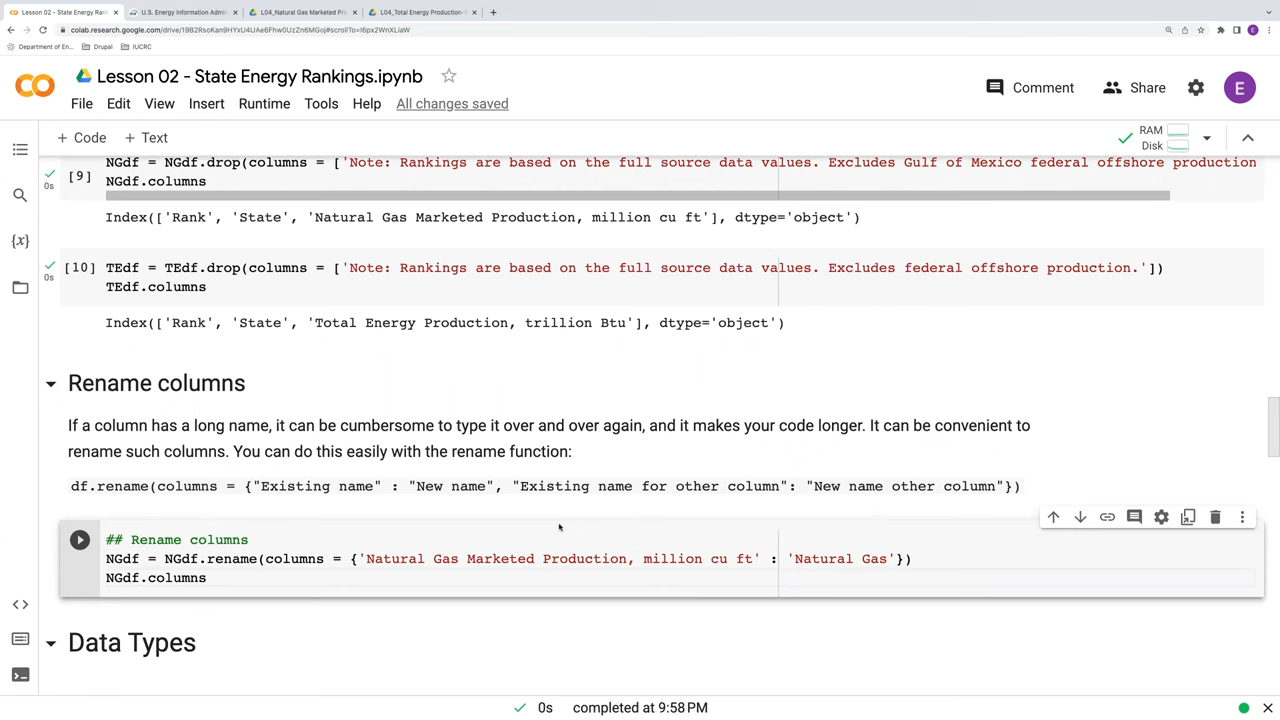 Lesson 02 - State Energy Ran
U.S. Energy Information Admin
L04_Natural Gas Marketed Pro
L04_Total Energy Production-S
colab.research.google.com/drive/19B2RsoKan9HYxU4UAe6Fhw0UzZn6MGoj#scrollTo=I6px2WnXLiaW
Department of En... Drupal IUCRC
Lesson 02 - State Energy Rankings.ipynb
File Edit View Insert Runtime Tools Help All changes saved
Comment Share E
+ Code + Text
RAM
Disk
NGdf = NGdf.drop(columns = ['Note: Rankings are based on the full source data values. Excludes Gulf of Mexico federal offshore production
[9] NGdf.columns
0s
Index(['Rank', 'State', 'Natural Gas Marketed Production, million cu ft'], dtype='object')
[10] TEdf = TEdf.drop(columns = ['Note: Rankings are based on the full source data values. Excludes federal offshore production.'])
0s
TEdf.columns
Index(['Rank', 'State', 'Total Energy Production, trillion Btu'], dtype='object')
Rename columns
If a column has a long name, it can be cumbersome to type it over and over again, and it makes your code longer. It can be convenient to
rename such columns. You can do this easily with the rename function:
df.rename(columns = {"Existing name" : "New name", "Existing name for other column": "New name other column"})
## Rename columns
NGdf = NGdf.rename(columns = {'Natural Gas Marketed Production, million cu ft' : 'Natural Gas'})
NGdf.columns
Data Types
0s completed at 9:58 PM